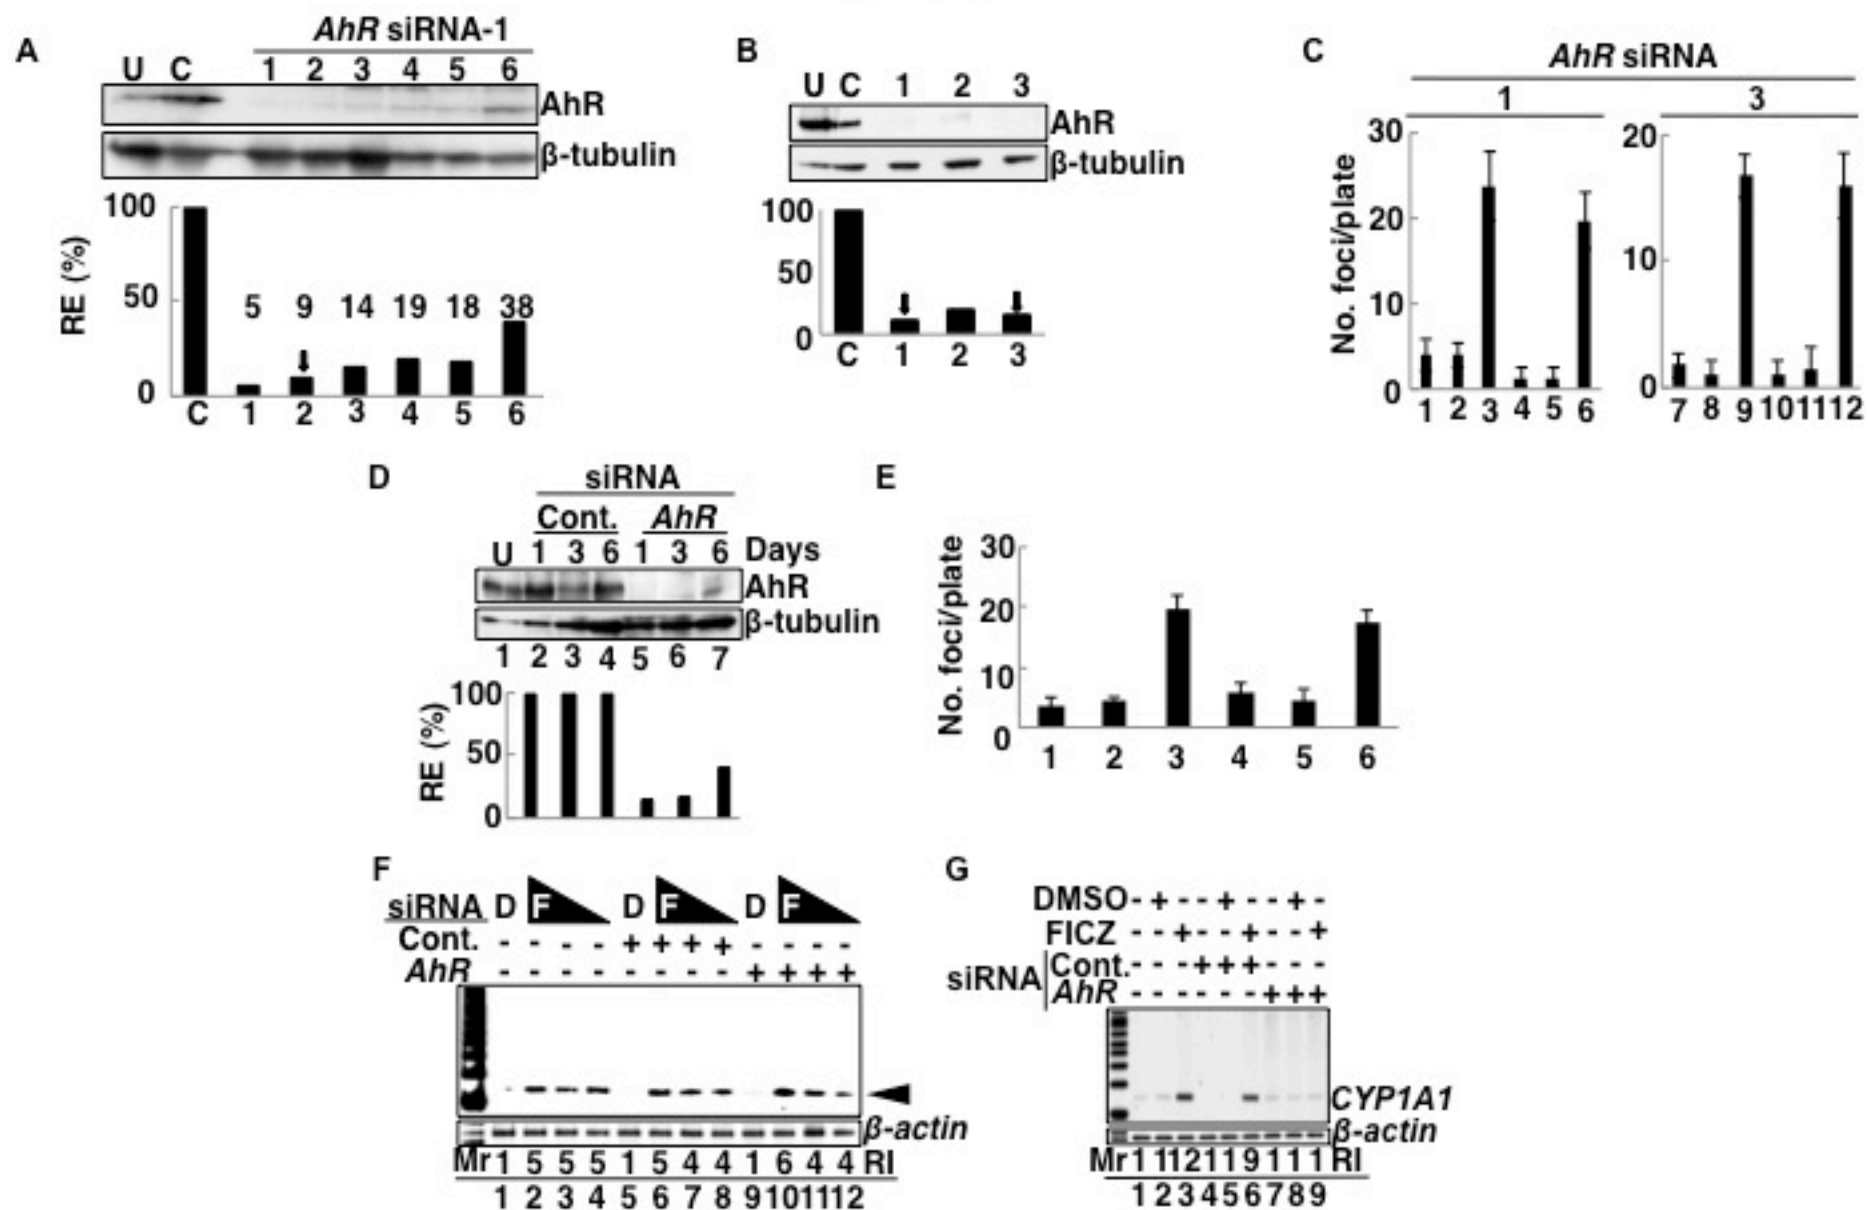 A
AhR siRNA-1
U C 1 2 3 4 5 6
AhR
β-tubulin
RE (%)
100
50
0
5 9 14 19 18 38
C 1 2 3 4 5 6
B
U C 1 2 3
AhR
β-tubulin
100
50
0
C 1 2 3
C
AhR siRNA
1 3
No. foci/plate
30
20
10
0
1 2 3 4 5 6
20
10
0
7 8 9 10 11 12
D
siRNA
Cont. AhR
U 1 3 6 1 3 6 Days
AhR
β-tubulin
1 2 3 4 5 6 7
RE (%)
100
50
0
E
No. foci/plate
30
20
10
0
1 2 3 4 5 6
F
siRNA D F D F D F
Cont. - - - - + + + + - - - -
AhR - - - - - - - - + + + +
β-actin
Mr 1 5 5 5 1 5 4 4 1 6 4 4 RI
1 2 3 4 5 6 7 8 9 10 11 12
G
DMSO - + - - + - - + -
FICZ - - + - - + - - +
siRNA
Cont. - - - + + + - - -
AhR - - - - - - + + +
CYP1A1
β-actin
Mr 1 1 12 1 1 9 1 1 1 RI
1 2 3 4 5 6 7 8 9